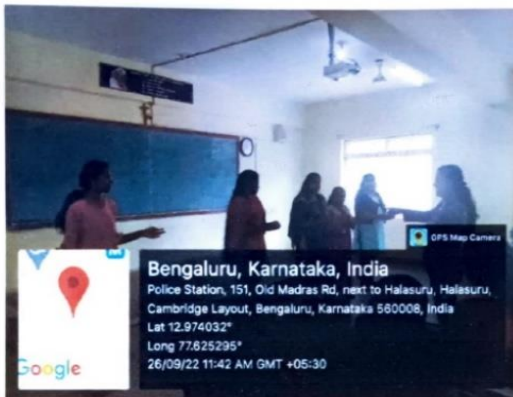 GPS Map Camera
Bengaluru, Karnataka, India
Police Station, 151, Old Madras Rd, next to Halasuru, Halasuru,
Cambridge Layout, Bengaluru, Karnataka 560008, India
Lat 12.974032°
Long 77.625295°
26/09/22 11:42 AM GMT +05:30
Google